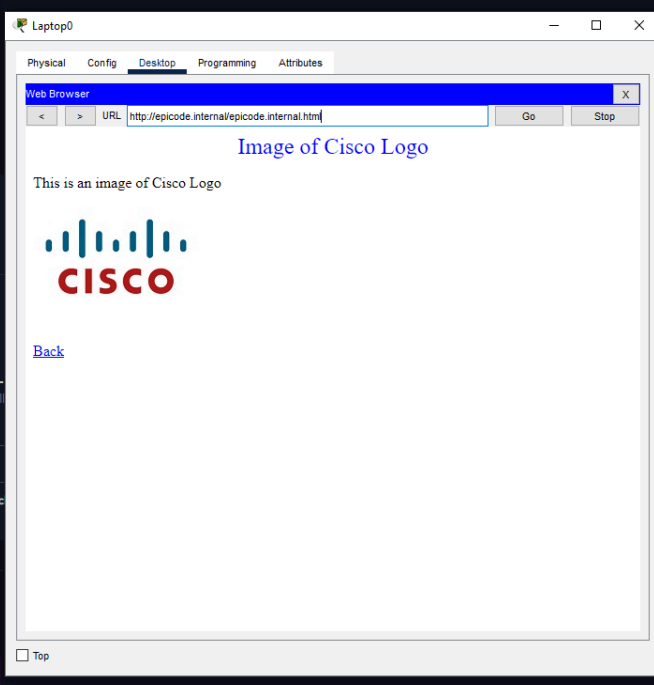 Laptop0
Physical Config Desktop Programming Attributes
Web Browser X
< > URL http://epicode.internal/epicode.internal.html Go Stop
Image of Cisco Logo
This is an image of Cisco Logo
CISCO
Back
Top